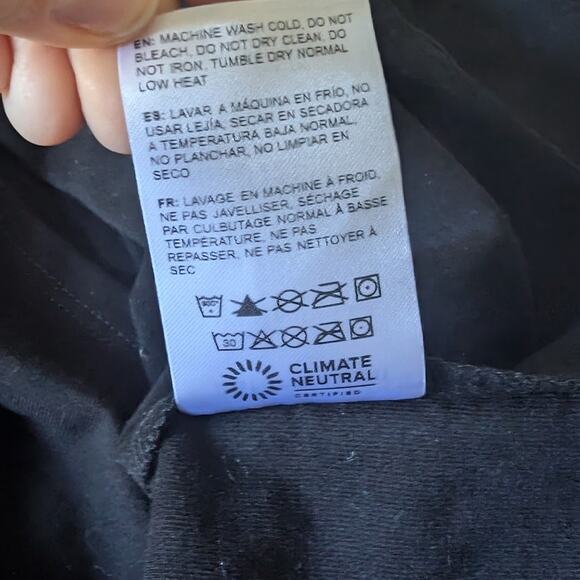 EN: MACHINE WASH COLD, DO NOT
BLEACH, DO NOT DRY CLEAN. DO
NOT IRON. TUMBLE DRY NORMAL
LOW HEAT
ES: LAVAR A MÁQUINA EN FRÍO, NO
USAR LEJÍA, SECAR EN SECADORA
A TEMPERATURA BAJA NORMAL,
NO PLANCHAR, NO LIMPIAR EN
SECO
FR: LAVAGE EN MACHINE À FROID,
NE PAS JAVELLISER, SÉCHAGE
PAR CULBUTAGE NORMAL À BASSE
TEMPÉRATURE, NE PAS
REPASSER, NE PAS NETTOYER À
SEC
30
CLIMATE
NEUTRAL
CERTIFIED